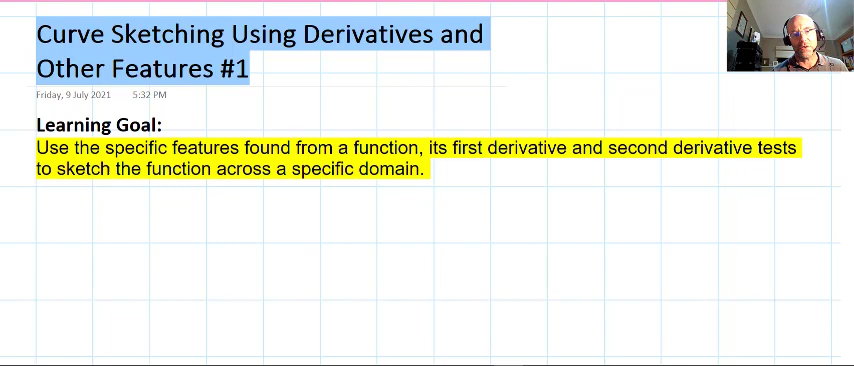 Curve Sketching Using Derivatives and
Other Features #1
Friday, 9 July 2021 5:32 PM
Learning Goal:
Use the specific features found from a function, its first derivative and second derivative tests
to sketch the function across a specific domain.